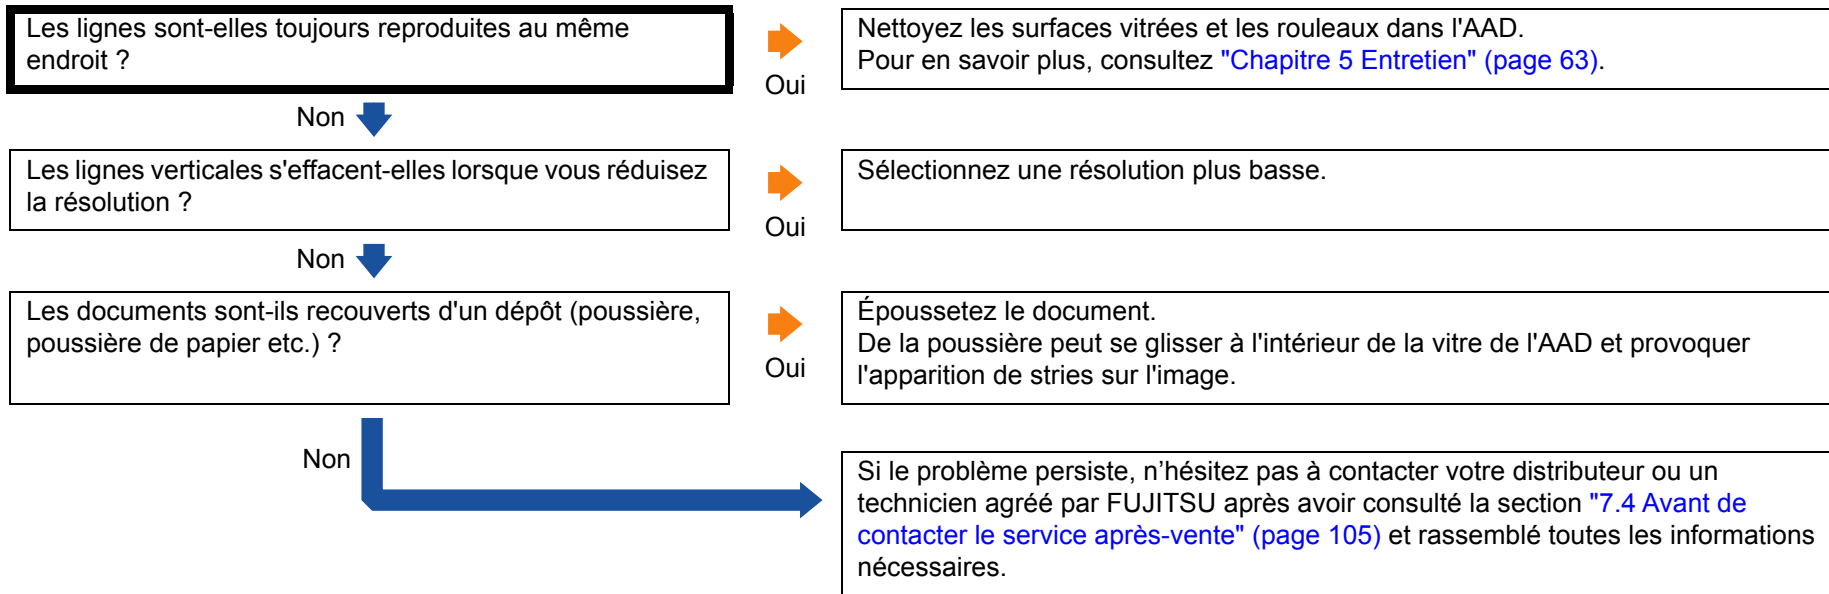 Les lignes sont-elles toujours reproduites au même
endroit ?
Oui
Nettoyez les surfaces vitrées et les rouleaux dans l'AAD.
Pour en savoir plus, consultez "Chapitre 5 Entretien" (page 63).
Non
Les lignes verticales s'effacent-elles lorsque vous réduisez
la résolution ?
Oui
Sélectionnez une résolution plus basse.
Non
Les documents sont-ils recouverts d'un dépôt (poussière,
poussière de papier etc.) ?
Oui
Époussetez le document.
De la poussière peut se glisser à l'intérieur de la vitre de l'AAD et provoquer
l'apparition de stries sur l'image.
Non
Si le problème persiste, n’hésitez pas à contacter votre distributeur ou un
technicien agréé par FUJITSU après avoir consulté la section "7.4 Avant de
contacter le service après-vente" (page 105) et rassemblé toutes les informations
nécessaires.